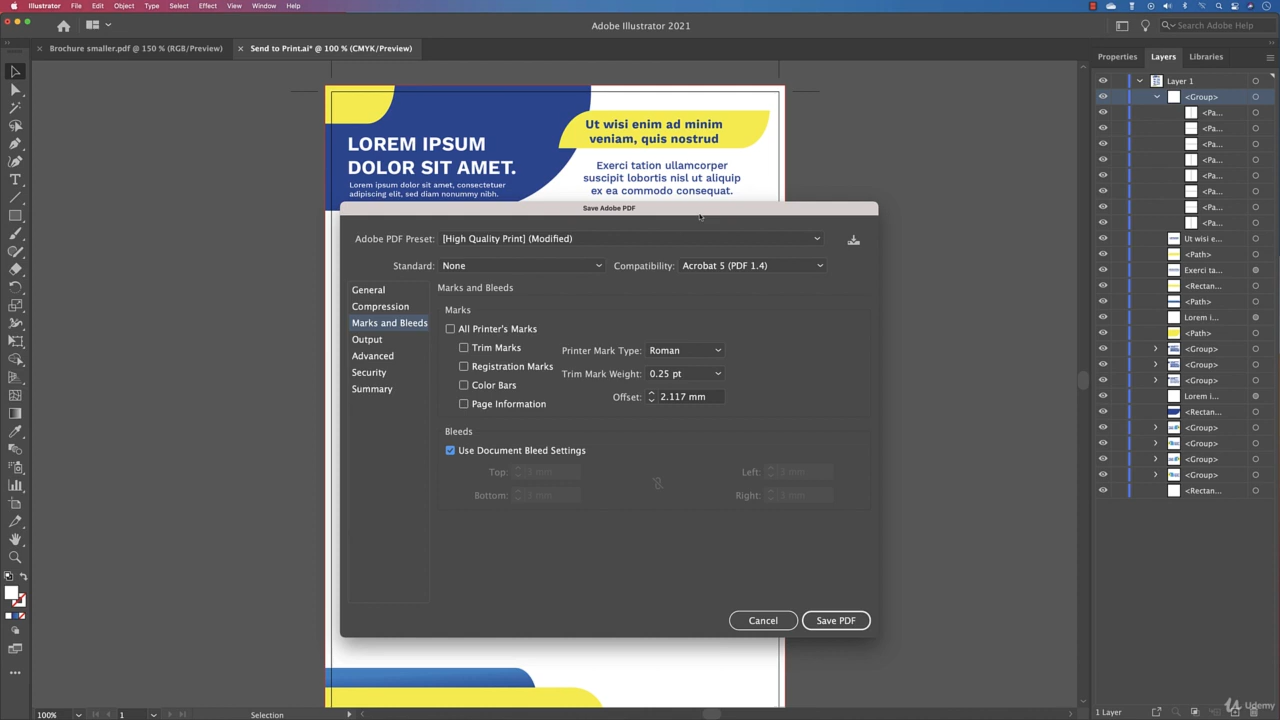 Illustrator File Edit Object Type Select Effect View Window Help
Adobe Illustrator 2021
Search Adobe Help
Brochure smaller.pdf @ 150 % (RGB/Preview)
Send to Print.ai* @ 100 % (CMYK/Preview)
Properties Layers Libraries
Layer 1
<Group>
<Pa...
<Pa...
<Pa...
<Pa...
<Pa...
<Pa...
<Pa...
<Pa...
Ut wisi e...
<Path>
Exerci ta...
<Rectan...
<Path>
Lorem i...
<Path>
<Group>
<Group>
<Group>
Lorem i...
<Rectan...
<Group>
<Group>
<Group>
<Group>
<Rectan...
LOREM IPSUM
DOLOR SIT AMET.
Lorem ipsum dolor sit amet, consectetuer
adipiscing elit, sed diam nonummy nibh.
Ut wisi enim ad minim
veniam, quis nostrud
Exerci tation ullamcorper
suscipit lobortis nisl ut aliquip
ex ea commodo consequat.
Save Adobe PDF
Adobe PDF Preset: [High Quality Print] (Modified)
Standard: None Compatibility: Acrobat 5 (PDF 1.4)
General
Compression
Marks and Bleeds
Output
Advanced
Security
Summary
Marks and Bleeds
Marks
All Printer's Marks
Trim Marks
Registration Marks
Color Bars
Page Information
Printer Mark Type: Roman
Trim Mark Weight: 0.25 pt
Offset: 2.117 mm
Bleeds
Use Document Bleed Settings
Top: 3 mm Left: 3 mm
Bottom: 3 mm Right: 3 mm
Cancel Save PDF
100% 1 Selection
1 Layer
Udemy